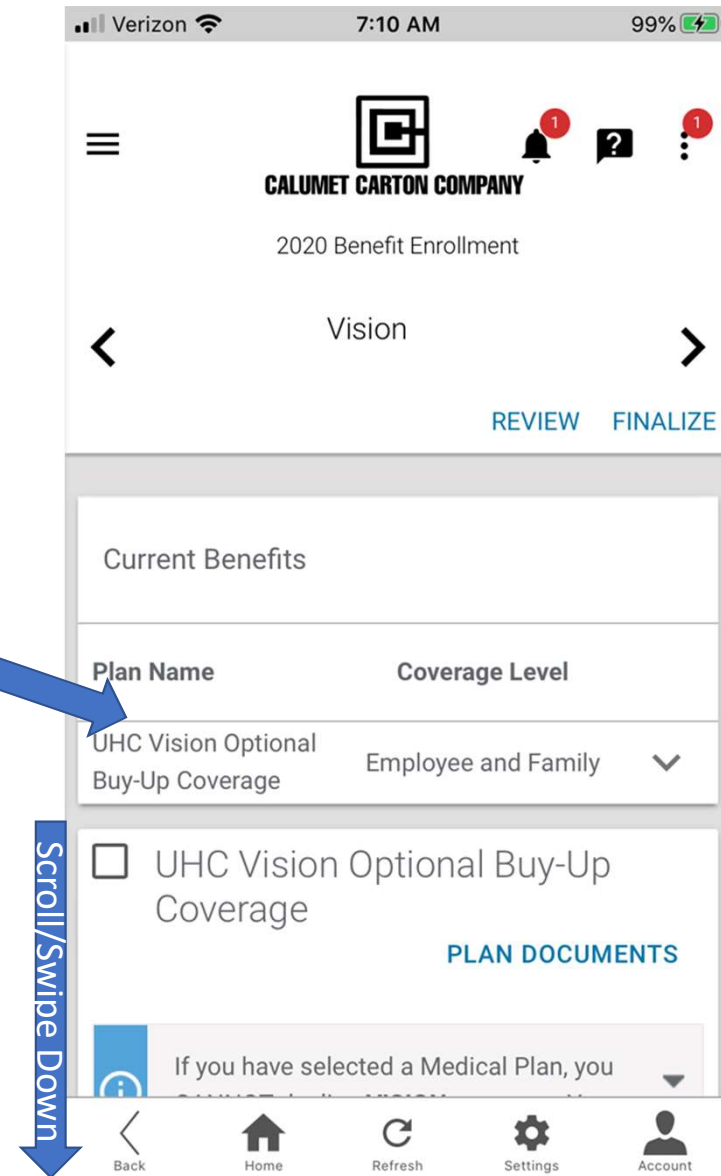 Verizon 7:10 AM 99%
1 ? 1
CALUMET CARTON COMPANY
2020 Benefit Enrollment
Vision
REVIEW FINALIZE
Current Benefits
Plan Name Coverage Level
UHC Vision Optional
Buy-Up Coverage
Employee and Family
UHC Vision Optional Buy-Up
Coverage
PLAN DOCUMENTS
If you have selected a Medical Plan, you
Back Home Refresh Settings Account
Scroll/Swipe Down